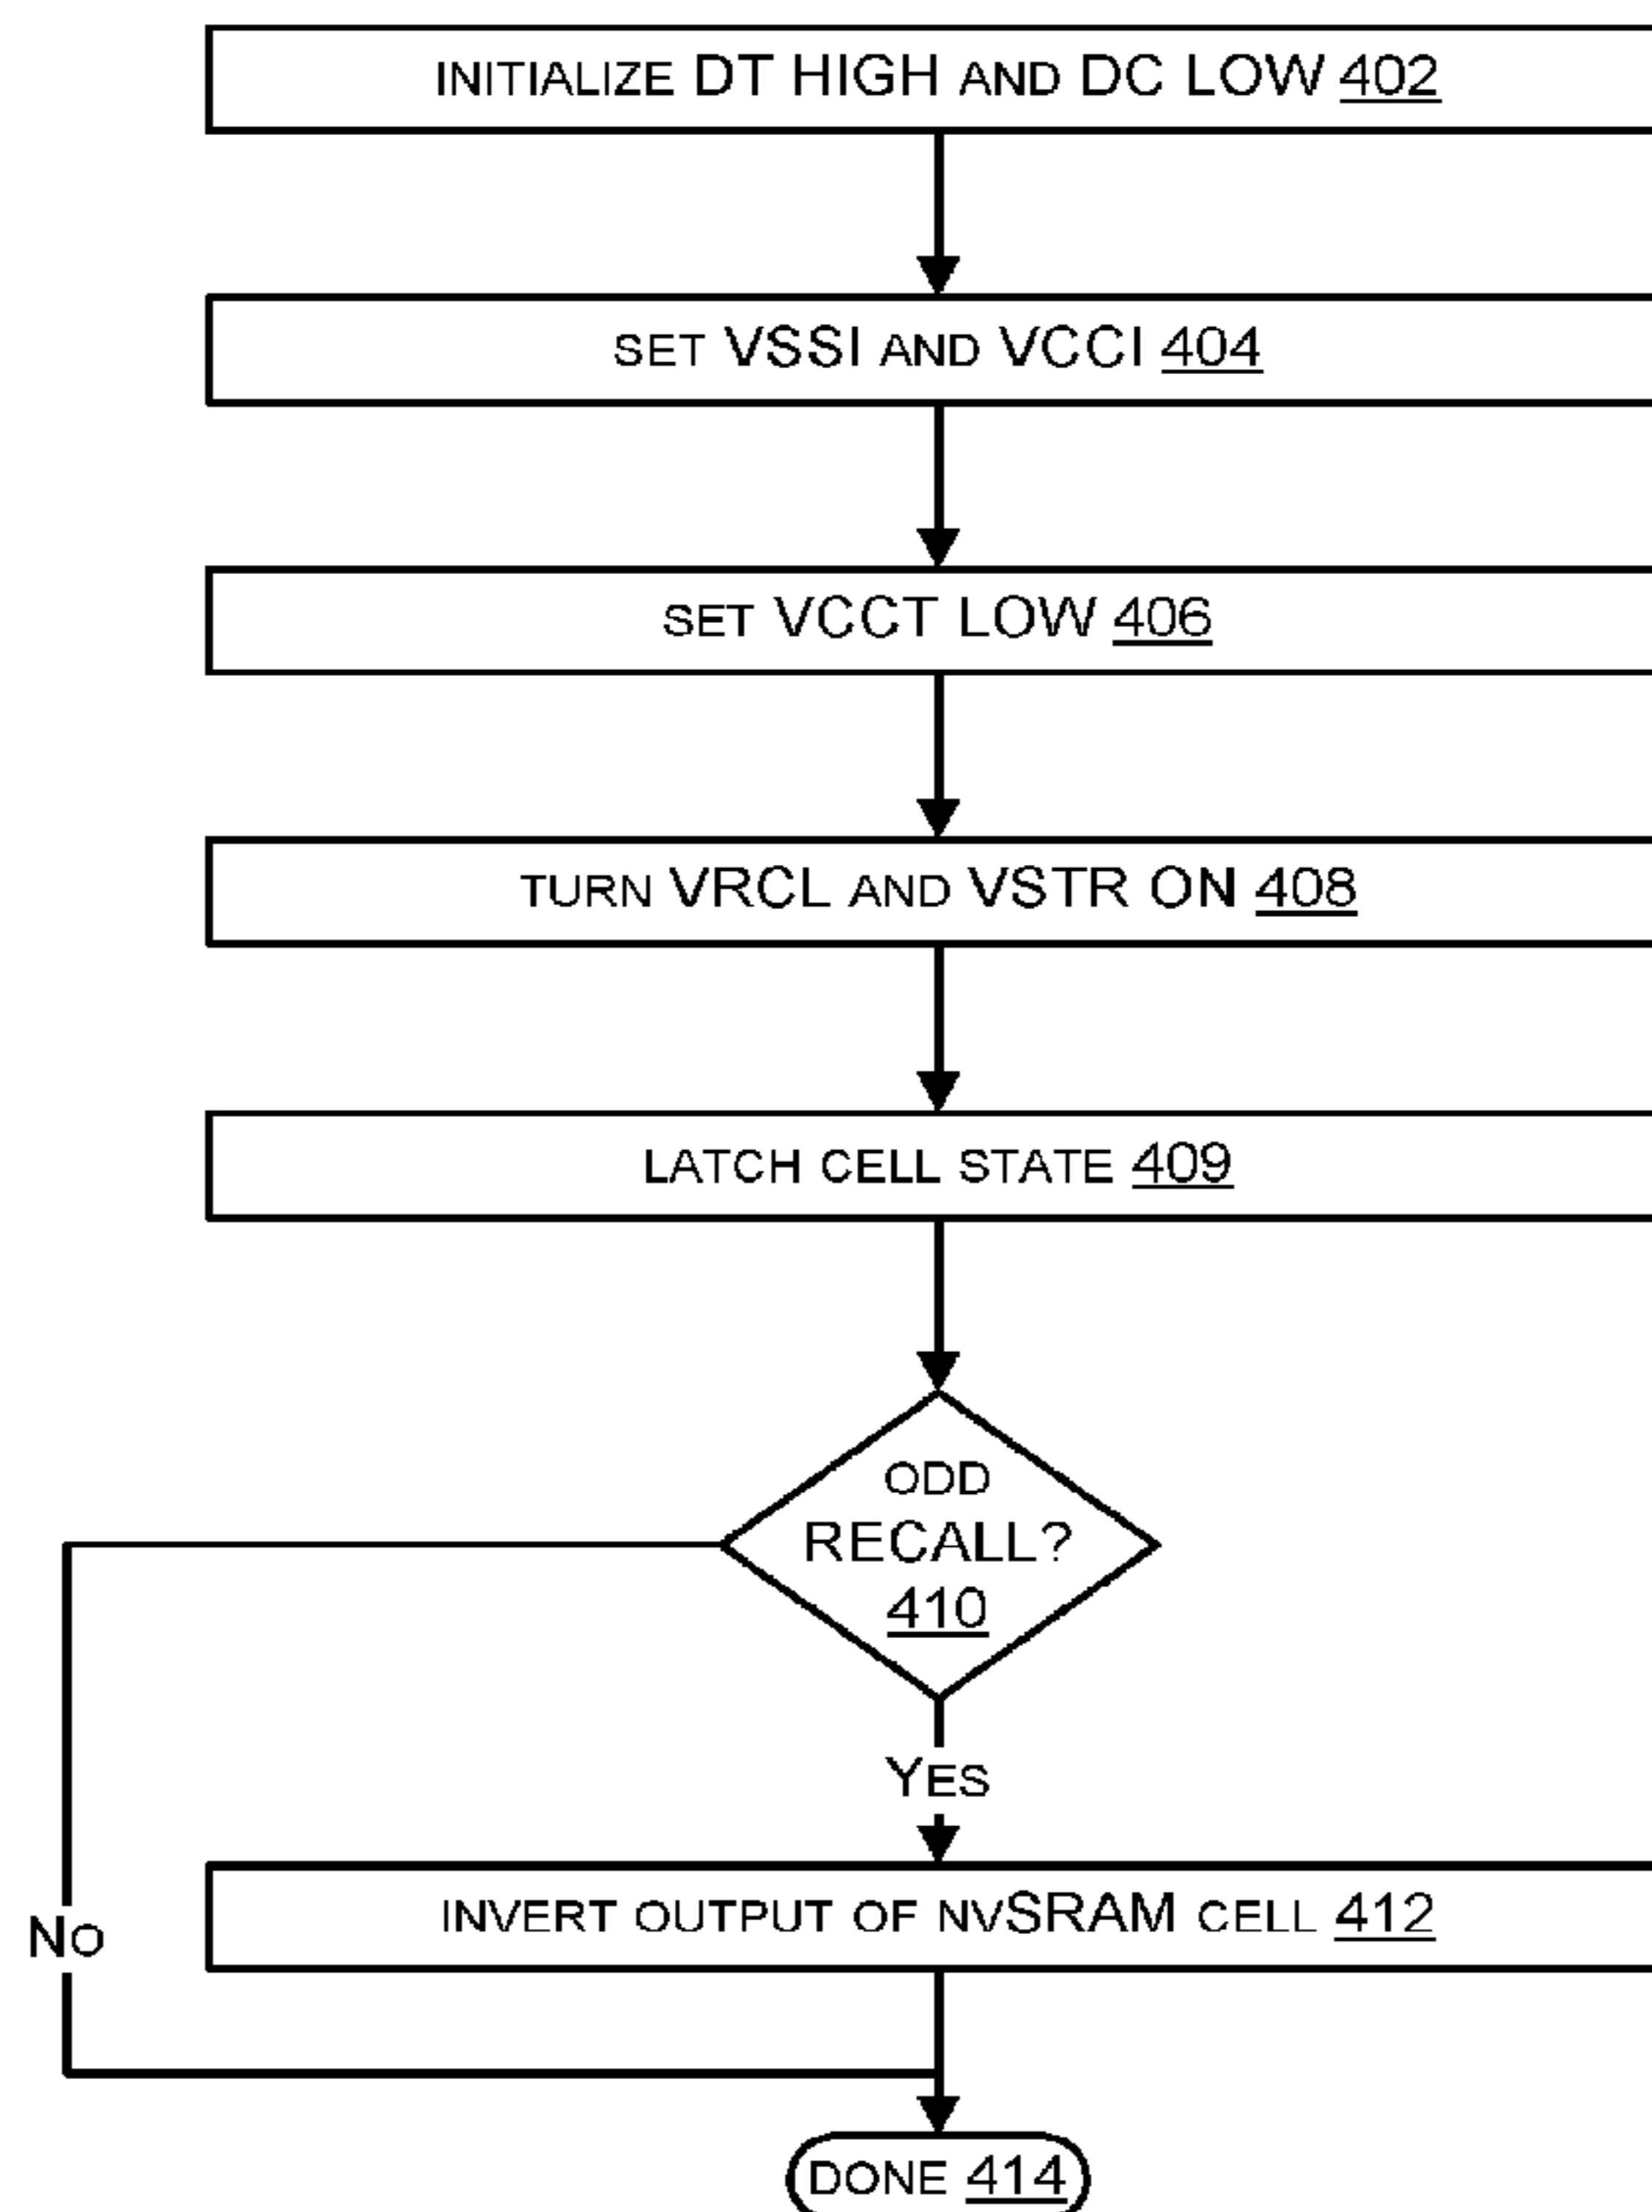 INITIALIZE DT HIGH AND DC LOW 402
SET VSSI AND VCCI 404
SET VCCT LOW 406
TURN VRCL AND VSTR ON 408
LATCH CELL STATE 409
ODD
RECALL?
410
YES
INVERT OUTPUT OF NVSRAM CELL 412
NO
DONE 414